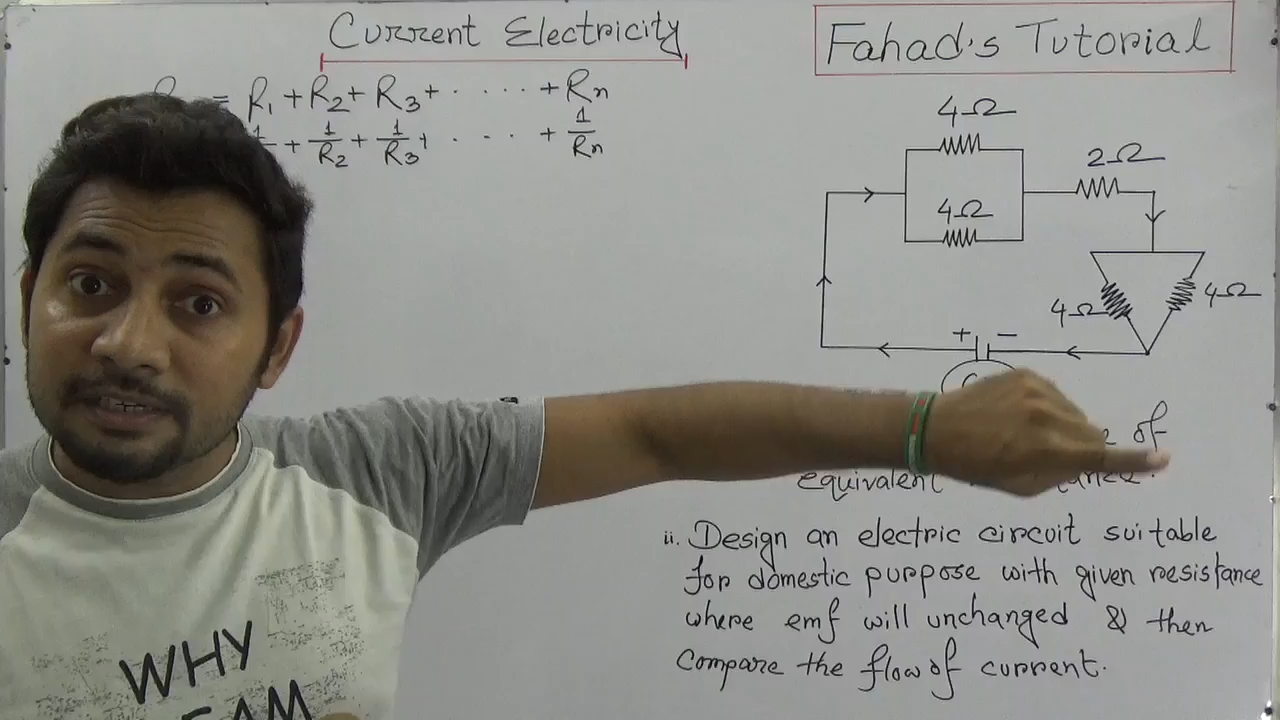 Current Electricity
Fahad's Tutorial
= R₁ + R₂ + R₃ + ····· + Rₙ
+ 1/R₂ + 1/R₃ + ···· + 1/Rₙ
4Ω
2Ω
4Ω
4Ω
4Ω
+ −
of
equivalent
ii. Design an electric circuit suitable
for domestic purpose with given resistance
where emf will unchanged & then
compare the flow of current.
WHY